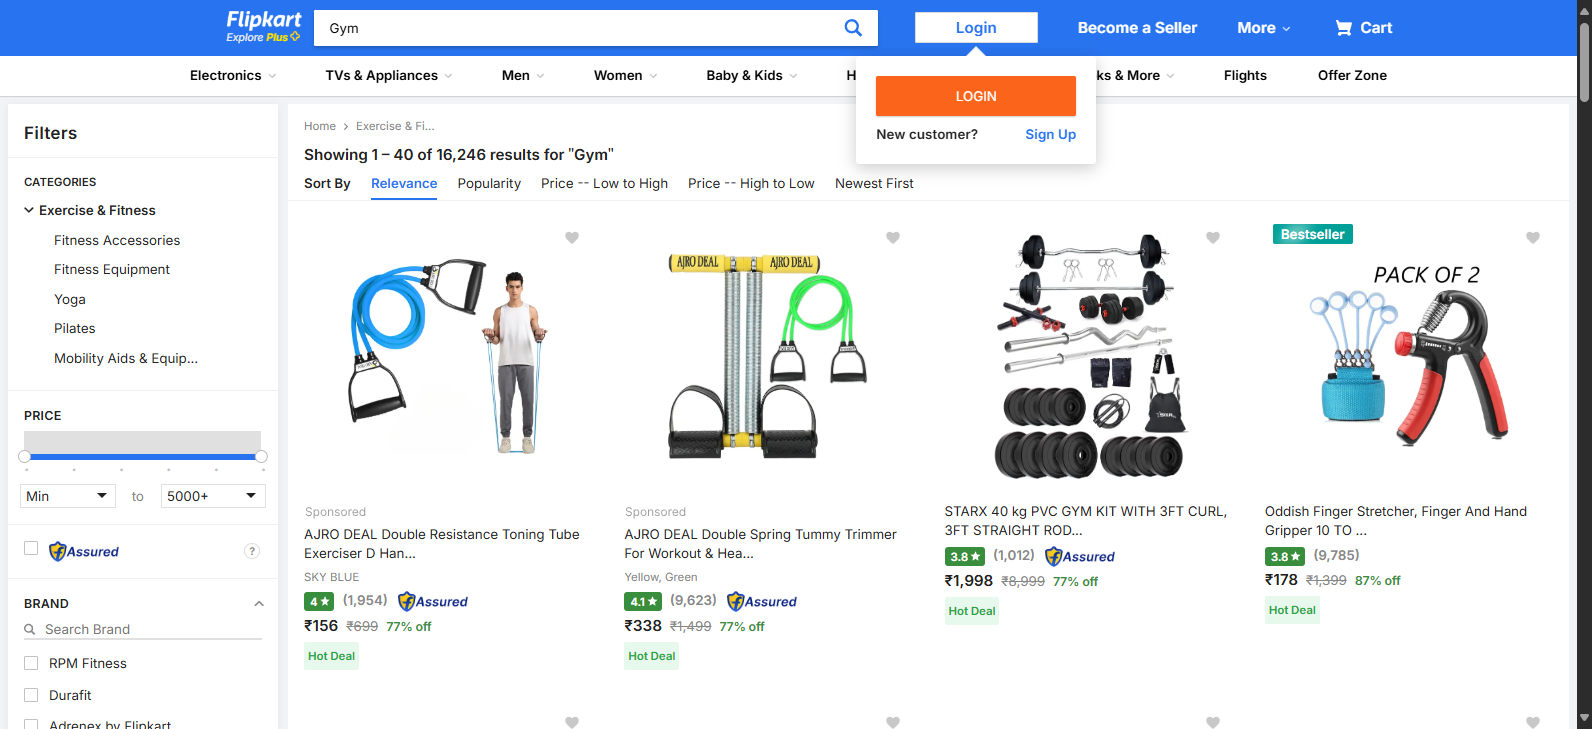 Flipkart
Explore Plus
Gym
Login
Become a Seller
More
Cart
Electronics
TVs & Appliances
Men
Women
Baby & Kids
H
ks & More
Flights
Offer Zone
LOGIN
New customer?
Sign Up
Filters
CATEGORIES
Exercise & Fitness
Fitness Accessories
Fitness Equipment
Yoga
Pilates
Mobility Aids & Equip...
PRICE
Min
to
5000+
Assured
?
BRAND
Search Brand
RPM Fitness
Durafit
Adrenex by Flipkart
Home
Exercise & Fi...
Showing 1 – 40 of 16,246 results for "Gym"
Sort By
Relevance
Popularity
Price -- Low to High
Price -- High to Low
Newest First
Sponsored
AJRO DEAL Double Resistance Toning Tube
Exerciser D Han...
SKY BLUE
4 ★ (1,954) Assured
₹156 ₹699 77% off
Hot Deal
AJRO DEAL AJRO DEAL
Sponsored
AJRO DEAL Double Spring Tummy Trimmer
For Workout & Hea...
Yellow, Green
4.1 ★ (9,623) Assured
₹338 ₹1,499 77% off
Hot Deal
STARX 40 kg PVC GYM KIT WITH 3FT CURL,
3FT STRAIGHT ROD...
3.8 ★ (1,012) Assured
₹1,998 ₹8,999 77% off
Hot Deal
Bestseller
PACK OF 2
Oddish Finger Stretcher, Finger And Hand
Gripper 10 TO ...
3.8 ★ (9,785)
₹178 ₹1,399 87% off
Hot Deal